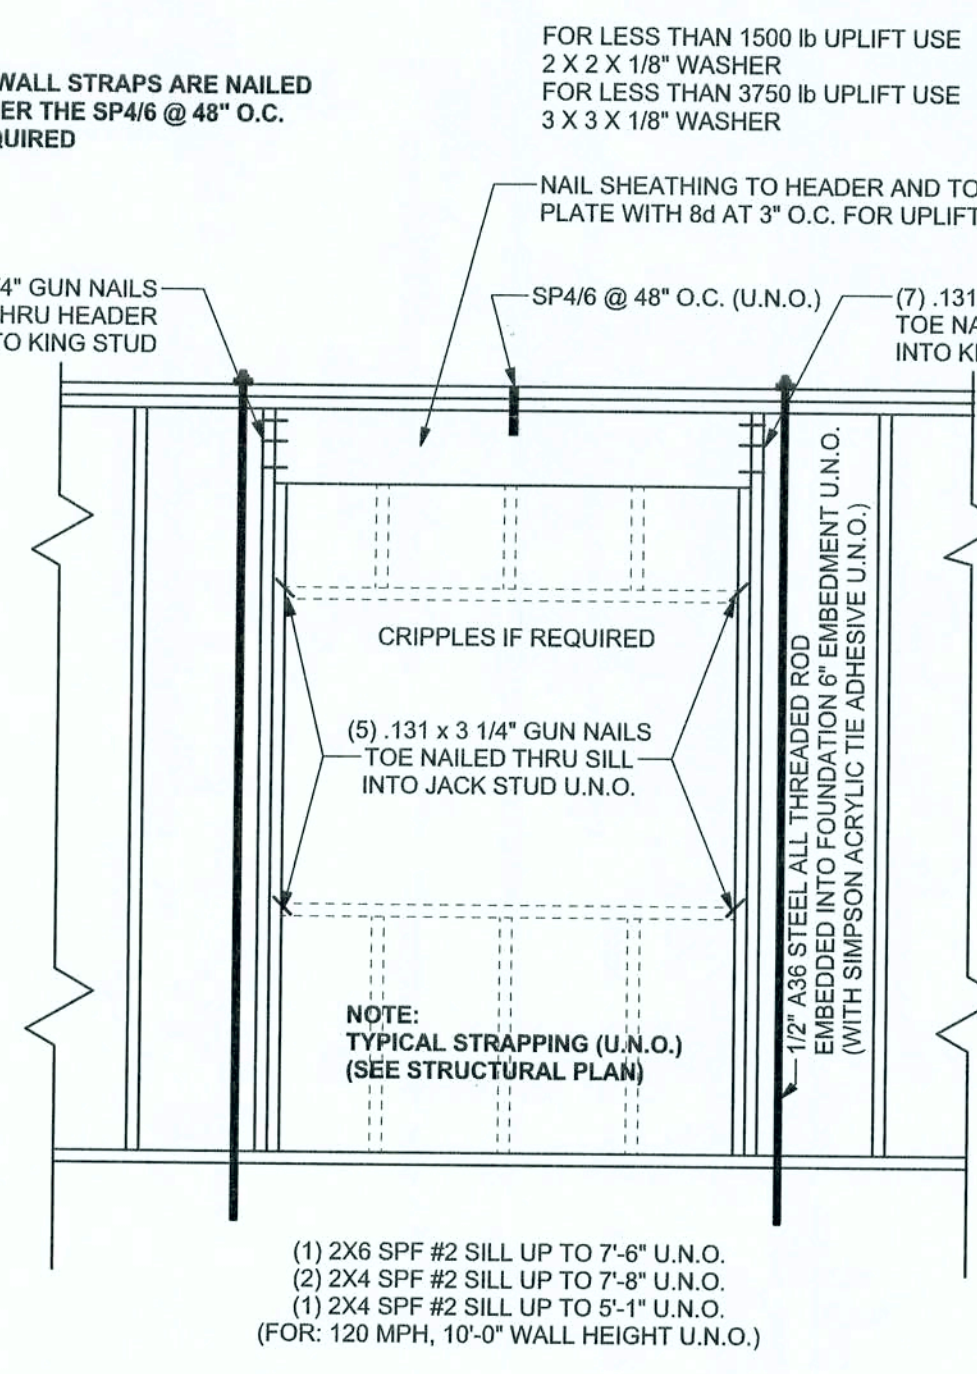 FOR LESS THAN 1500 lb UPLIFT USE
2 X 2 X 1/8" WASHER
FOR LESS THAN 3750 lb UPLIFT USE
3 X 3 X 1/8" WASHER
WALL STRAPS ARE NAILED
ER THE SP4/6 @ 48" O.C.
QUIRED
NAIL SHEATHING TO HEADER AND TO
PLATE WITH 8d AT 3" O.C. FOR UPLIFT
/4" GUN NAILS
HRU HEADER
TO KING STUD
SP4/6 @ 48" O.C. (U.N.O.)
(7) .131
TOE NA
INTO KI
CRIPPLES IF REQUIRED
(5) .131 x 3 1/4" GUN NAILS
TOE NAILED THRU SILL
INTO JACK STUD U.N.O.
1/2" A36 STEEL ALL THREADED ROD
EMBEDDED INTO FOUNDATION 6" EMBEDMENT U.N.O.
(WITH SIMPSON ACRYLIC TIE ADHESIVE U.N.O.)
NOTE:
TYPICAL STRAPPING (U.N.O.)
(SEE STRUCTURAL PLAN)
(1) 2X6 SPF #2 SILL UP TO 7'-6" U.N.O.
(2) 2X4 SPF #2 SILL UP TO 7'-8" U.N.O.
(1) 2X4 SPF #2 SILL UP TO 5'-1" U.N.O.
(FOR: 120 MPH, 10'-0" WALL HEIGHT U.N.O.)